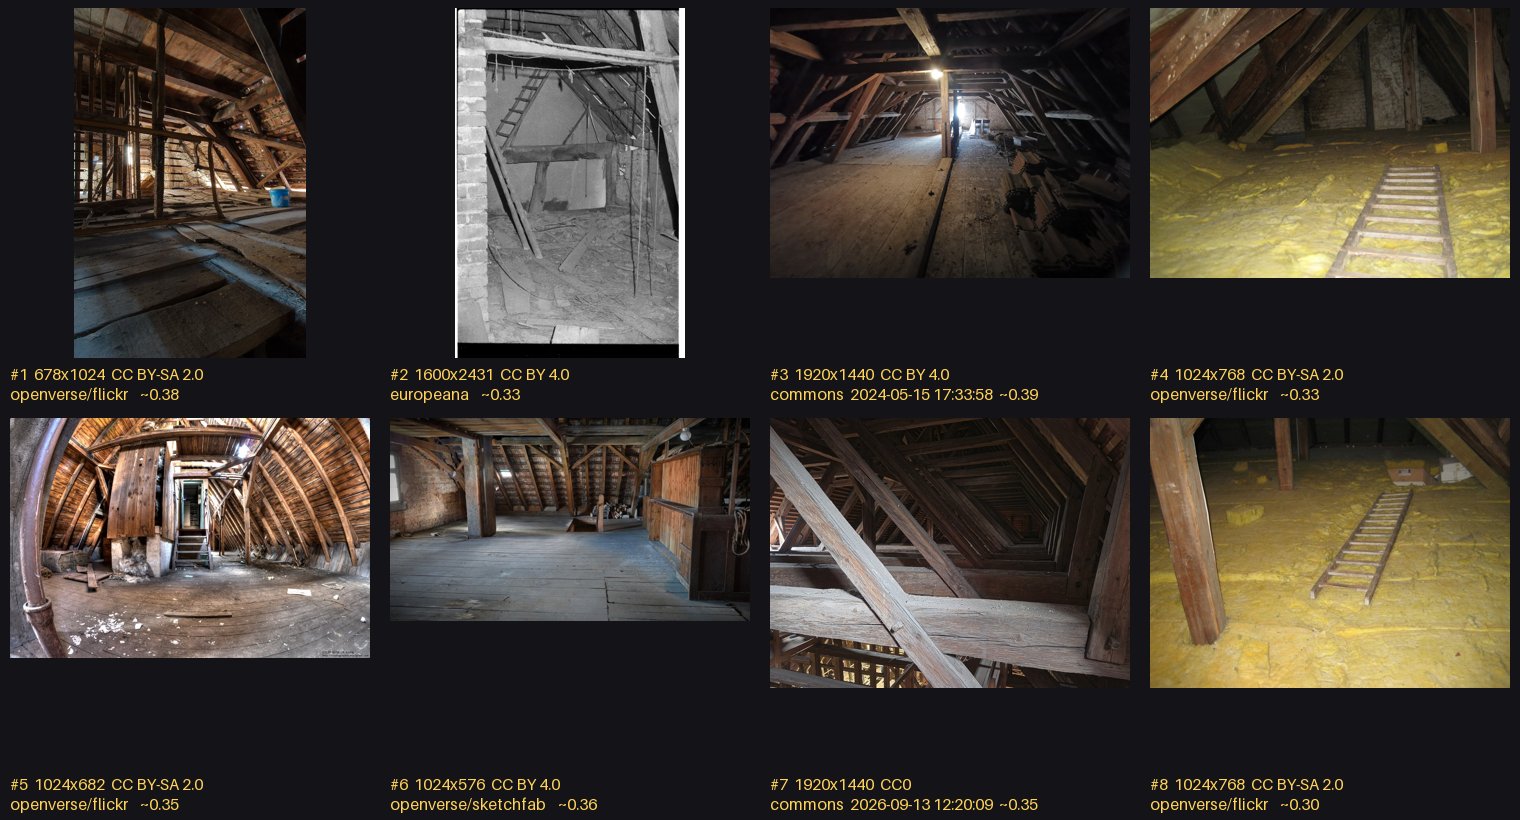 #1 678x1024 CC BY-SA 2.0
openverse/flickr ~0.38
#2 1600x2431 CC BY 4.0
europeana ~0.33
#3 1920x1440 CC BY 4.0
commons 2024-05-15 17:33:58 ~0.39
#4 1024x768 CC BY-SA 2.0
openverse/flickr ~0.33
#5 1024x682 CC BY-SA 2.0
openverse/flickr ~0.35
#6 1024x576 CC BY 4.0
openverse/sketchfab ~0.36
#7 1920x1440 CC0
commons 2026-09-13 12:20:09 ~0.35
#8 1024x768 CC BY-SA 2.0
openverse/flickr ~0.30